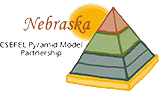 Nebraska
CSEFEL Pyramid Model
Partnership